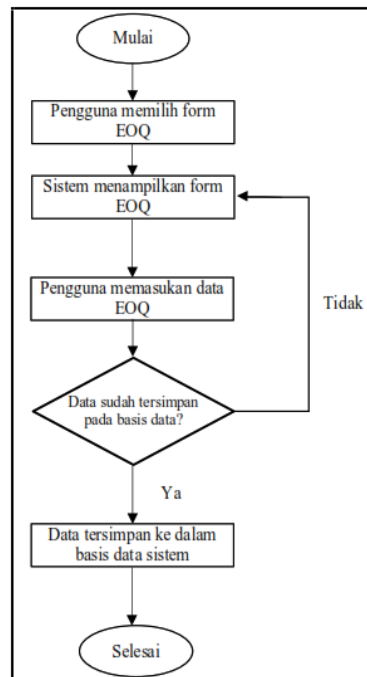 Mulai
Pengguna memilih form
EOQ
Sistem menampilkan form
EOQ
Pengguna memasukan data
EOQ
Tidak
Data sudah tersimpan
pada basis data?
Ya
Data tersimpan ke dalam
basis data sistem
Selesai